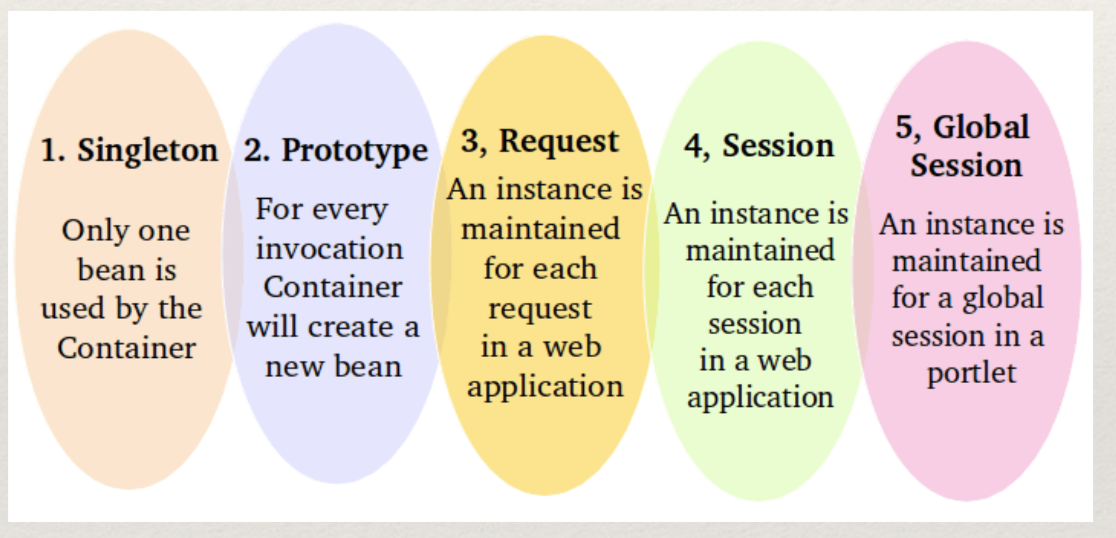 1. Singleton
Only one
bean is
used by the
Container
2. Prototype
For every
invocation
Container
will create a
new bean
3, Request
An instance is
maintained
for each
request
in a web
application
4, Session
An instance is
maintained
for each
session
in a web
application
5, Global
Session
An instance is
maintained
for a global
session in a
portlet